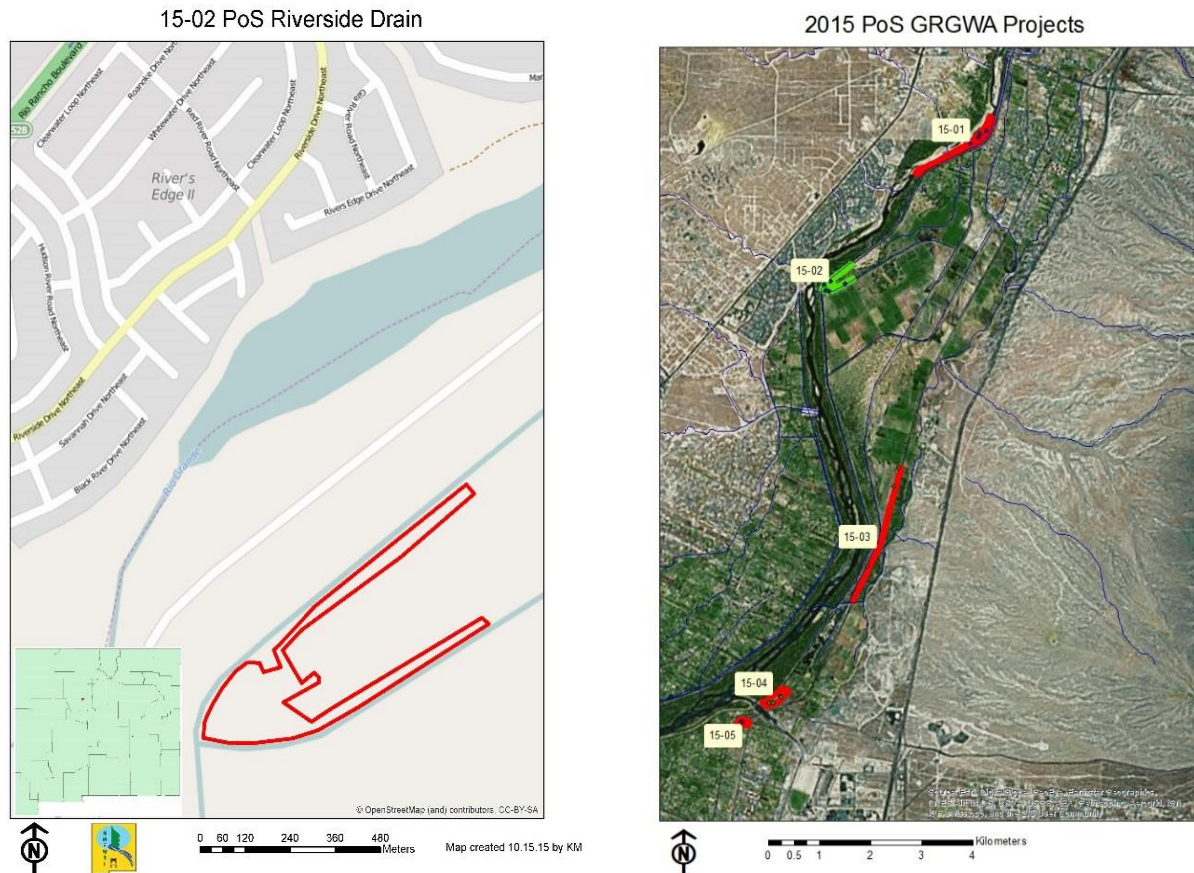 15-02 PoS Riverside Drain
Rio Rancho Boulevard
528
Clearwater Loop Northeast
Roanoke Drive Northeast
Whitewater Drive Northeast
Red River Road Northeast
Clearwater Loop Northeast
Riverside Drive Northeast
Gila River Road Northeast
Mar
River's
Edge II
Rivers Edge Drive Northeast
Hudson River Road Northeast
Riverside Drive Northeast
Savannah Drive Northeast
Black River Drive Northeast
Rio Grande
© OpenStreetMap (and) contributors, CC-BY-SA
N
0 60 120 240 360 480
Meters
Map created 10.15.15 by KM
2015 PoS GRGWA Projects
15-01
15-02
15-03
15-04
15-05
N
Kilometers
0 0.5 1 2 3 4